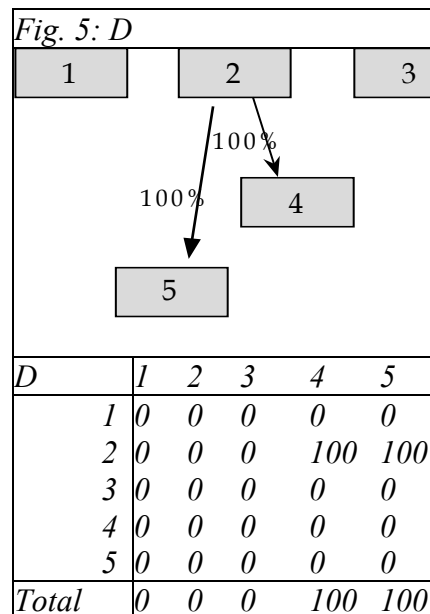 Fig. 5: D
1 2 3
100%
100%
4
5
D 1 2 3 4 5
1 0 0 0 0 0
2 0 0 0 100 100
3 0 0 0 0 0
4 0 0 0 0 0
5 0 0 0 0 0
Total 0 0 0 100 100